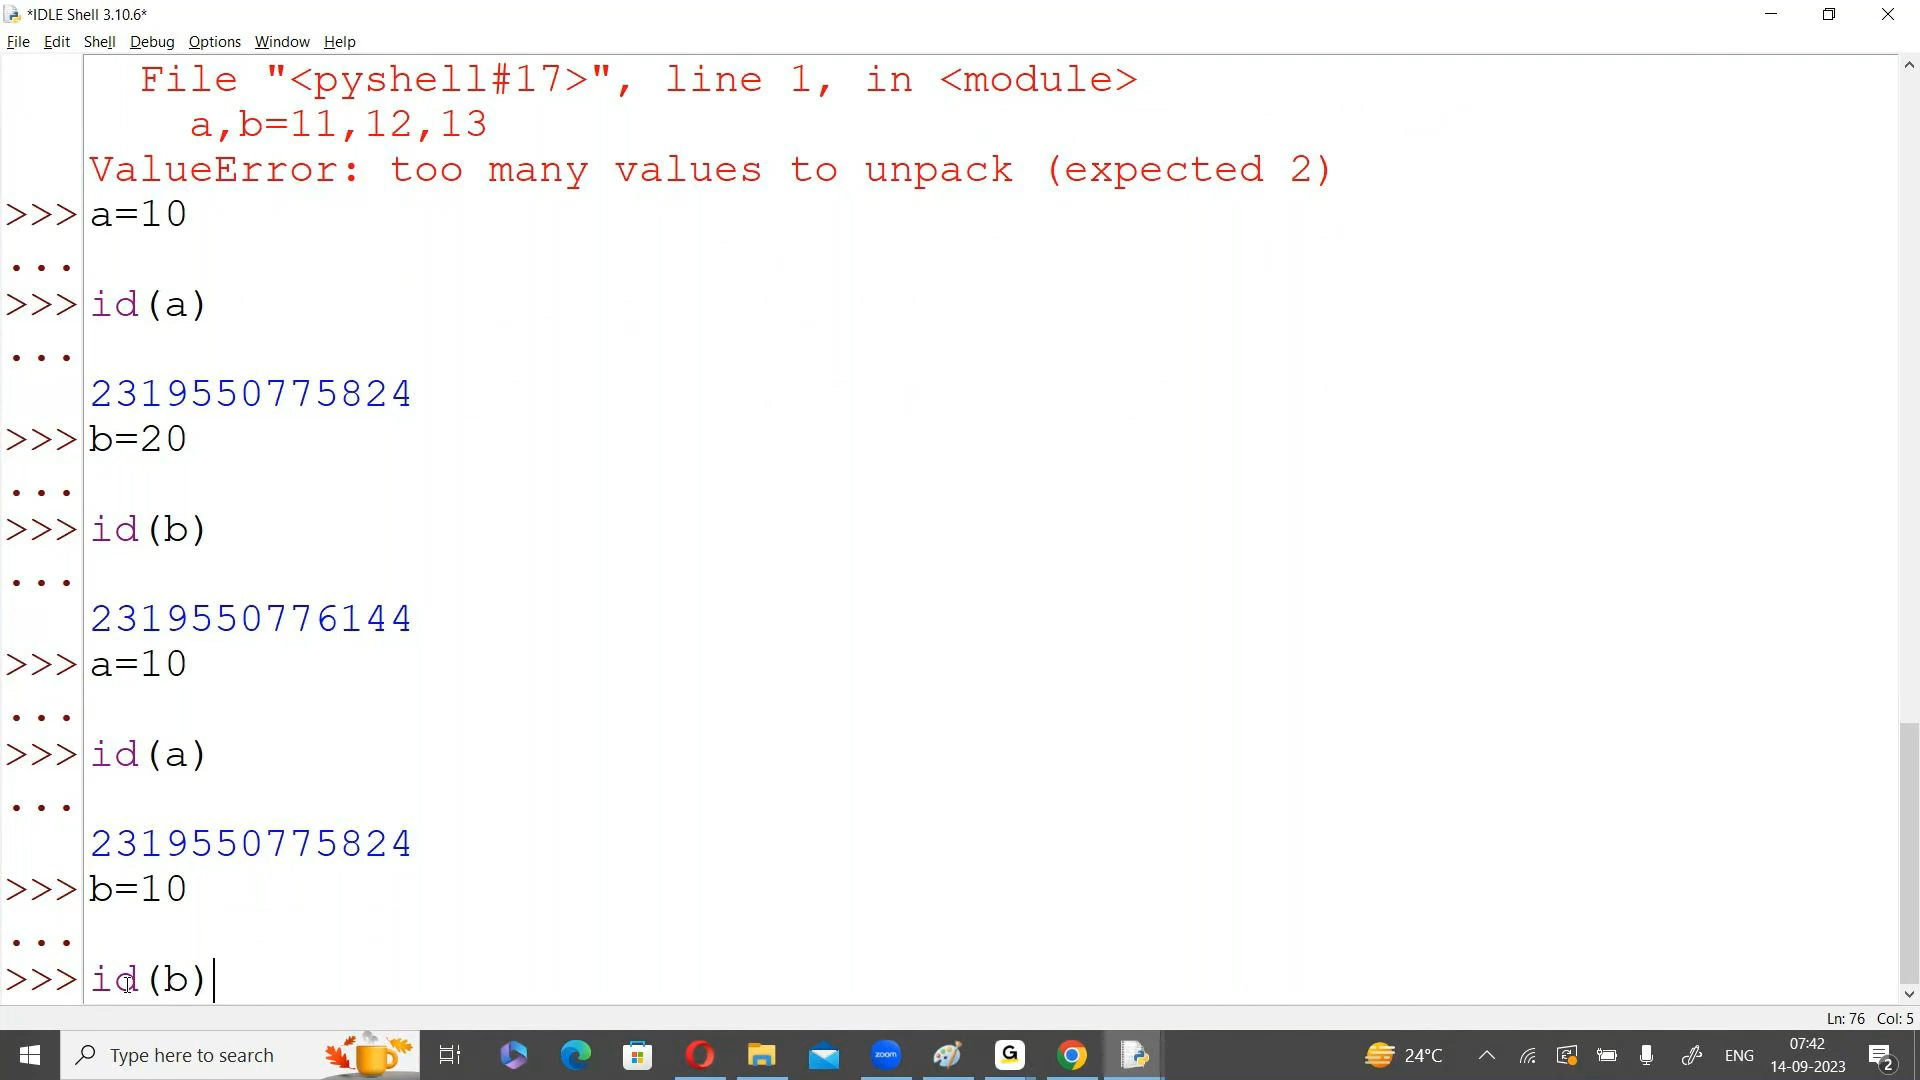 *IDLE Shell 3.10.6*
File Edit Shell Debug Options Window Help
File "<pyshell#17>", line 1, in <module>
a,b=11,12,13
ValueError: too many values to unpack (expected 2)
>>> a=10
...
>>> id(a)
...
2319550775824
>>> b=20
...
>>> id(b)
...
2319550776144
>>> a=10
...
>>> id(a)
...
2319550775824
>>> b=10
...
>>> id(b)
Ln: 76 Col: 5
Type here to search
zoom
G
24°C
ENG
07:42
14-09-2023
2